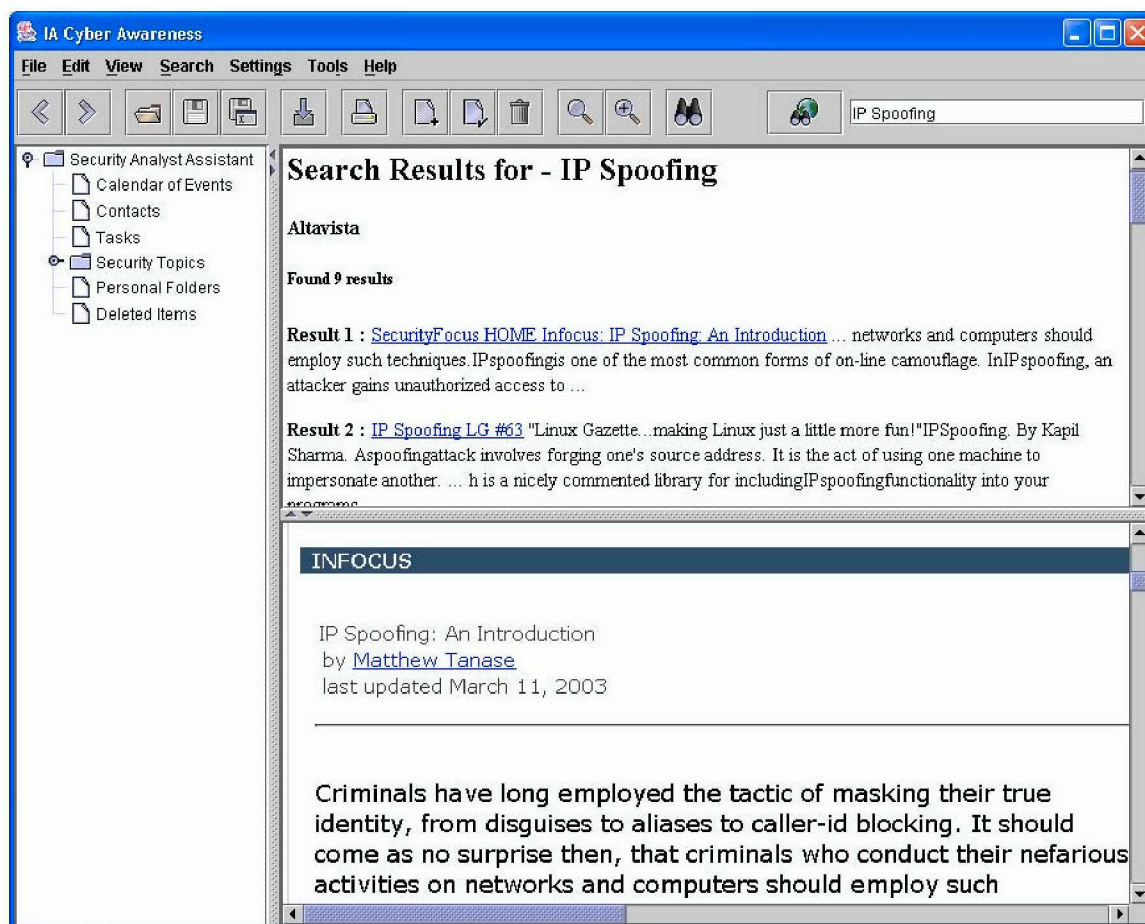 IA Cyber Awareness
File Edit View Search Settings Tools Help
IP Spoofing
Security Analyst Assistant
Calendar of Events
Contacts
Tasks
Security Topics
Personal Folders
Deleted Items
Search Results for - IP Spoofing
Altavista
Found 9 results
Result 1 : SecurityFocus HOME Infocus: IP Spoofing: An Introduction ... networks and computers should
employ such techniques.IPspoofingis one of the most common forms of on-line camouflage. InIPspoofing, an
attacker gains unauthorized access to ...
Result 2 : IP Spoofing LG #63 "Linux Gazette...making Linux just a little more fun!"IPSpoofing. By Kapil
Sharma. Aspoofingattack involves forging one's source address. It is the act of using one machine to
impersonate another. ... h is a nicely commented library for includingIPspoofingfunctionality into your
programs
INFOCUS
IP Spoofing: An Introduction
by Matthew Tanase
last updated March 11, 2003
Criminals have long employed the tactic of masking their true
identity, from disguises to aliases to caller-id blocking. It should
come as no surprise then, that criminals who conduct their nefarious
activities on networks and computers should employ such